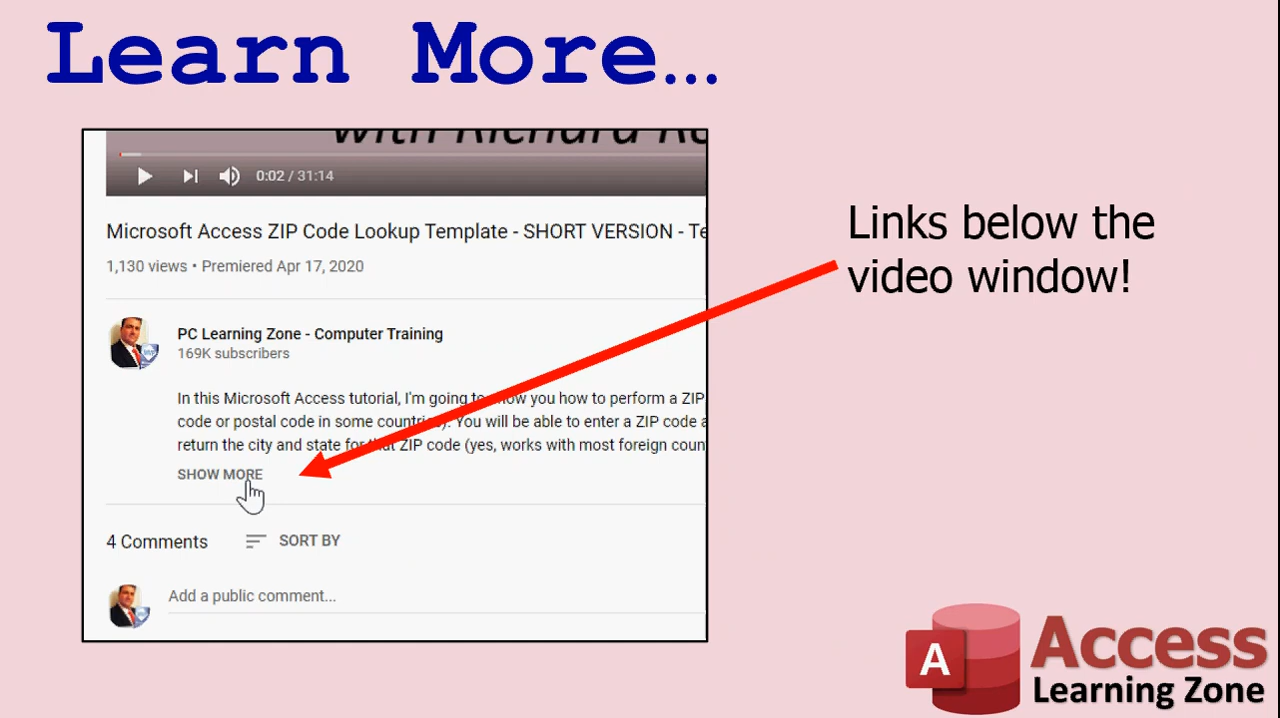 Learn More...
with Richard
0:02 / 31:14
Microsoft Access ZIP Code Lookup Template - SHORT VERSION - Te
1,130 views • Premiered Apr 17, 2020
PC Learning Zone - Computer Training
169K subscribers
In this Microsoft Access tutorial, I'm going to show you how to perform a ZIP
code or postal code in some countries). You will be able to enter a ZIP code a
return the city and state for that ZIP code (yes, works with most foreign coun
SHOW MORE
4 Comments
SORT BY
Add a public comment...
Links below the
video window!
A
Access
Learning Zone